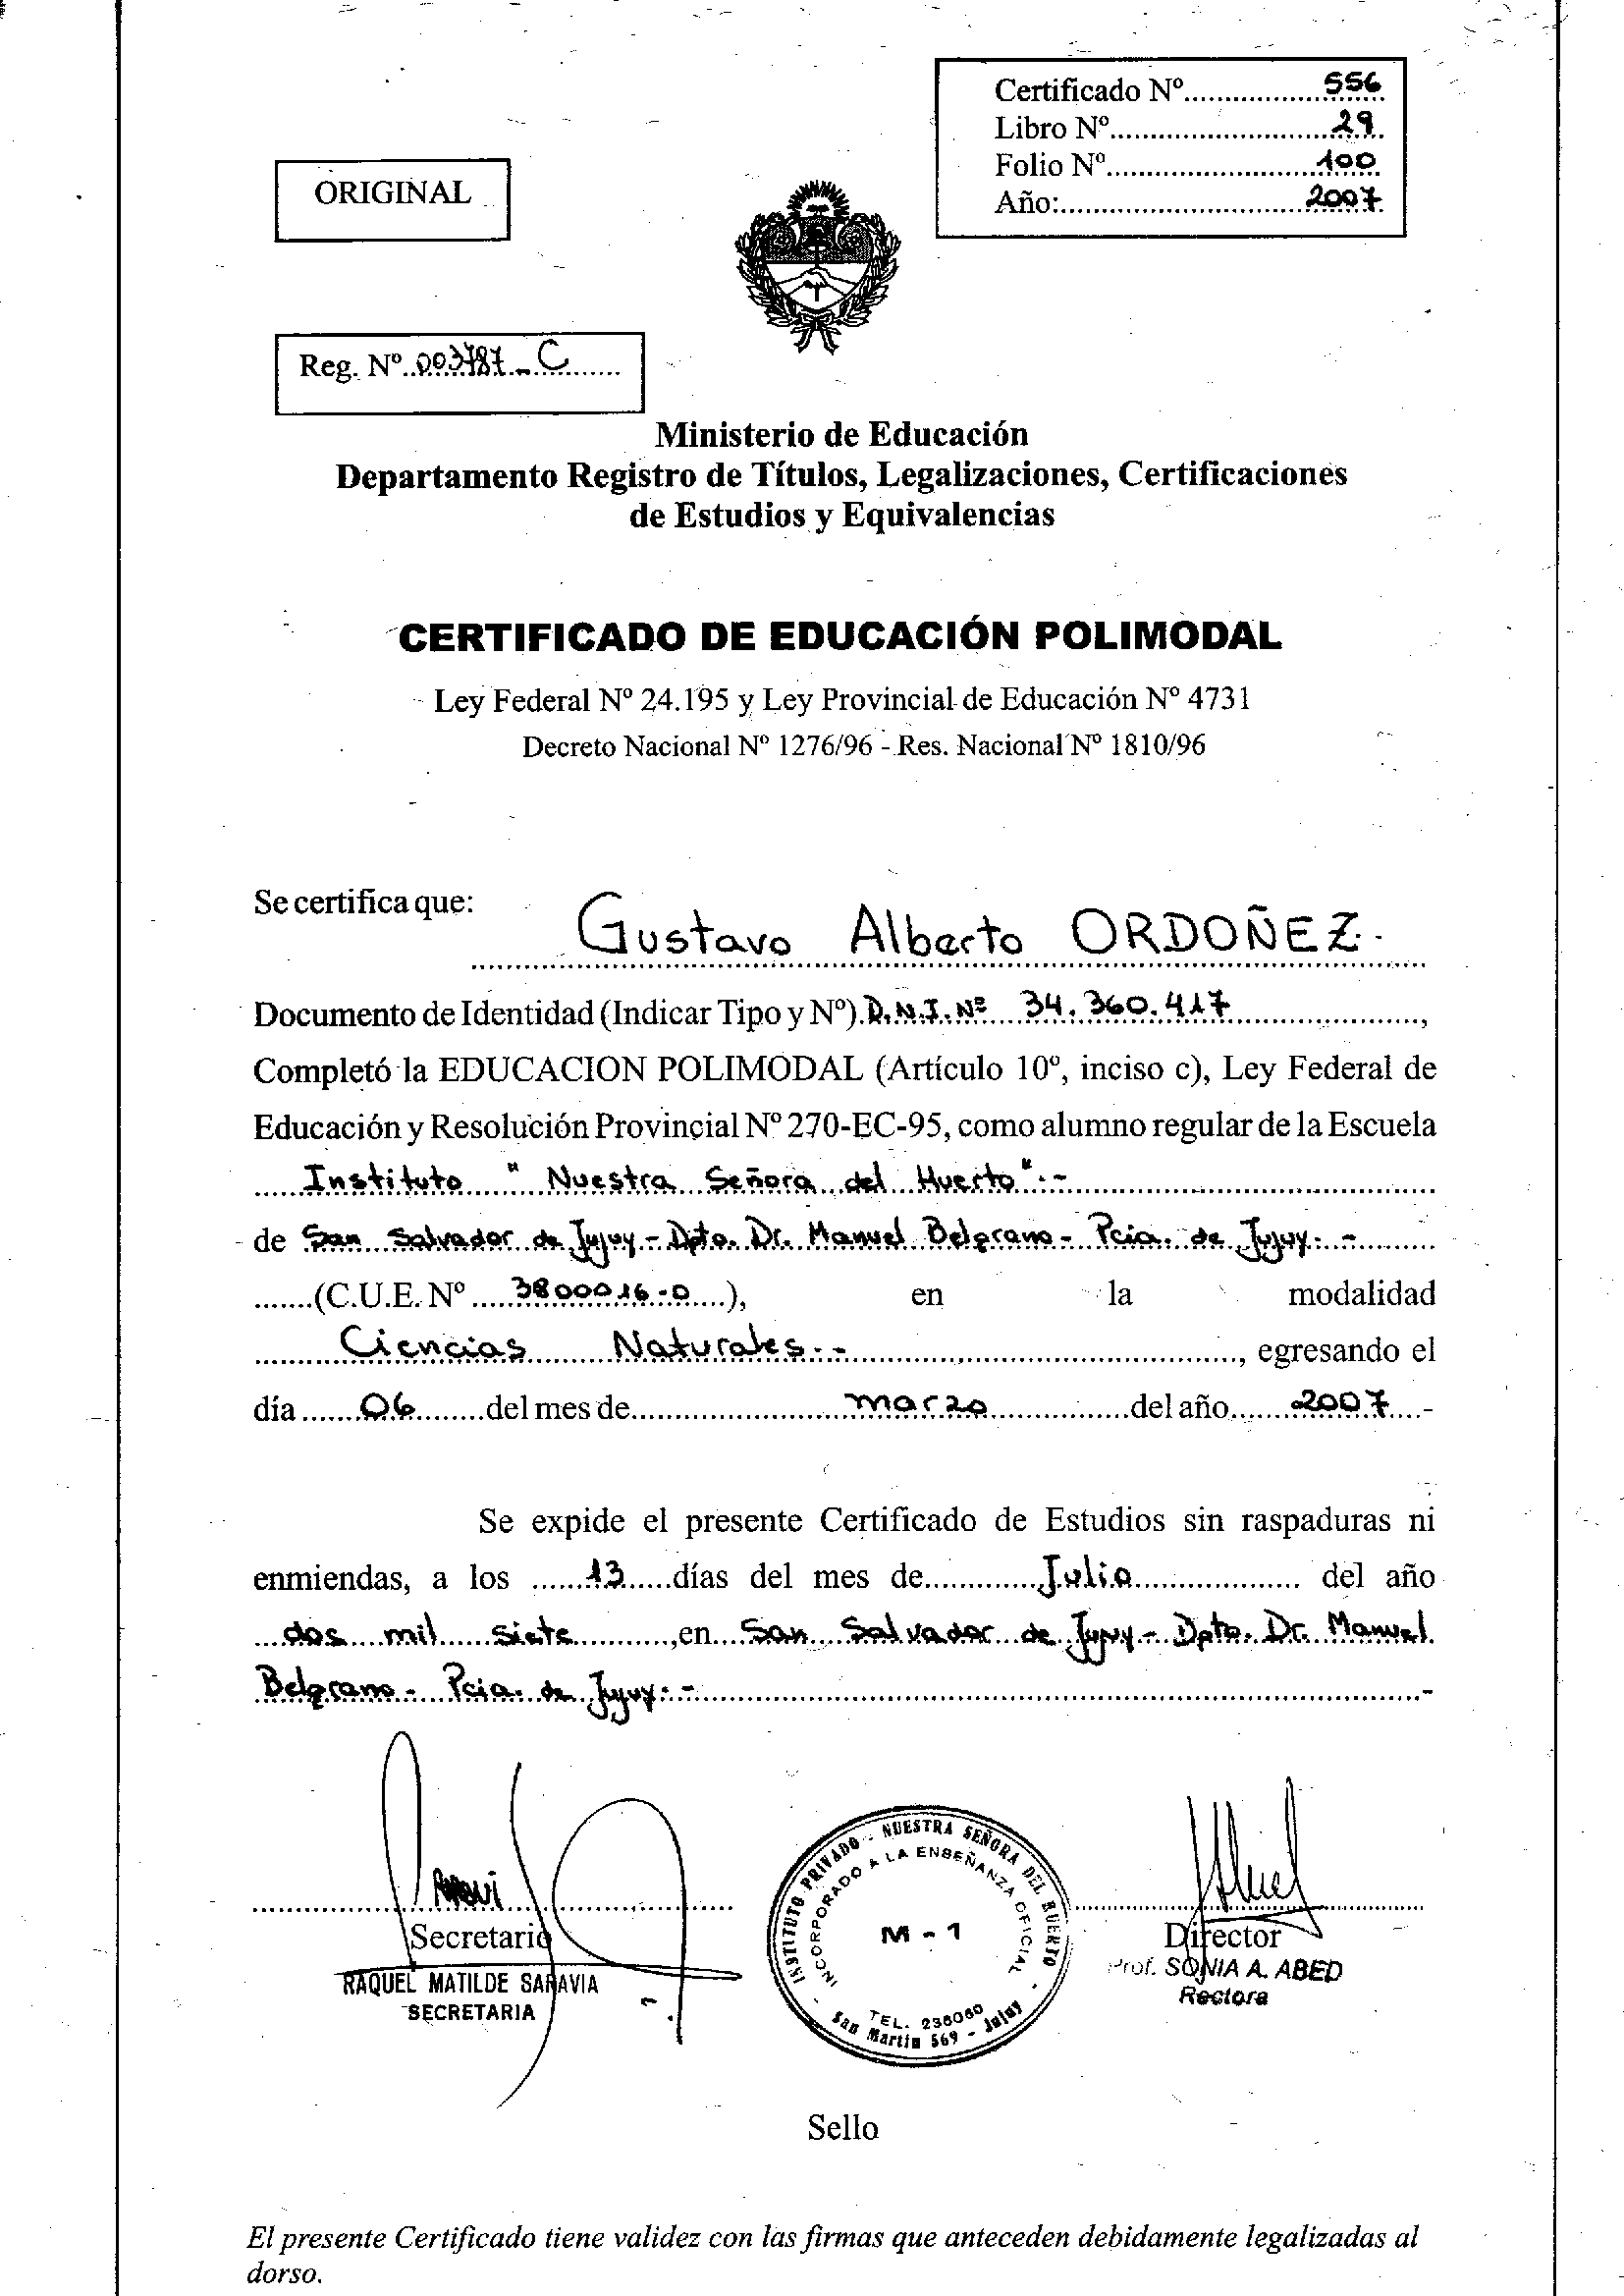 Certificado Nº.................556
Libro Nº..........................29
Folio Nº.........................100
Año:..............................2007
ORIGINAL
Reg. Nº 003787 - C
Ministerio de Educación
Departamento Registro de Títulos, Legalizaciones, Certificaciones
de Estudios y Equivalencias
CERTIFICADO DE EDUCACIÓN POLIMODAL
Ley Federal Nº 24.195 y Ley Provincial de Educación Nº 4731
Decreto Nacional Nº 1276/96 - Res. Nacional Nº 1810/96
Se certifica que: Gustavo Alberto ORDOÑEZ.-
Documento de Identidad (Indicar Tipo y Nº). D.N.I. Nº 34.360.417,
Completó la EDUCACION POLIMODAL (Artículo 10º, inciso c), Ley Federal de
Educación y Resolución Provincial Nº 270-EC-95, como alumno regular de la Escuela
Instituto "Nuestra Señora del Huerto".-
de San Salvador de Jujuy - Dpto. Dr. Manuel Belgrano - Pcia. de Jujuy.-
(C.U.E. Nº 3800016-0), en la modalidad
Ciencias Naturales.-, egresando el
día 06 del mes de marzo del año 2007.-
Se expide el presente Certificado de Estudios sin raspaduras ni
enmiendas, a los 13 días del mes de Julio del año
dos mil siete, en San Salvador de Jujuy - Dpto. Dr. Manuel
Belgrano - Pcia. de Jujuy.-
Secretario
RAQUEL MATILDE SARAVIA
SECRETARIA
INSTITUTO PRIVADO - NUESTRA SEÑORA DEL HUERTO
INCORPORADO A LA ENSEÑANZA OFICIAL
M - 1
TEL. 236060
San Martín 569 - Jujuy
Director
Prof. SONIA A. ABED
Rectora
Sello
El presente Certificado tiene validez con las firmas que anteceden debidamente legalizadas al
dorso.